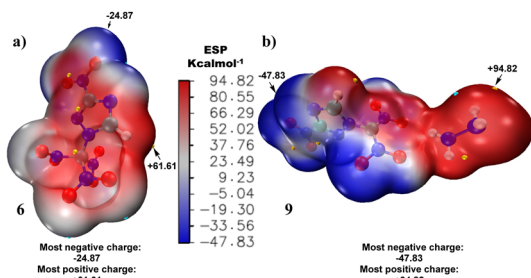 a)
-24.87
+61.61
6
Most negative charge:
-24.87
Most positive charge:
ESP
Kcalmol-1
94.82
80.55
66.29
52.02
37.76
23.49
9.23
-5.04
-19.30
-33.56
-47.83
b)
-47.83
+94.82
9
Most negative charge:
-47.83
Most positive charge: